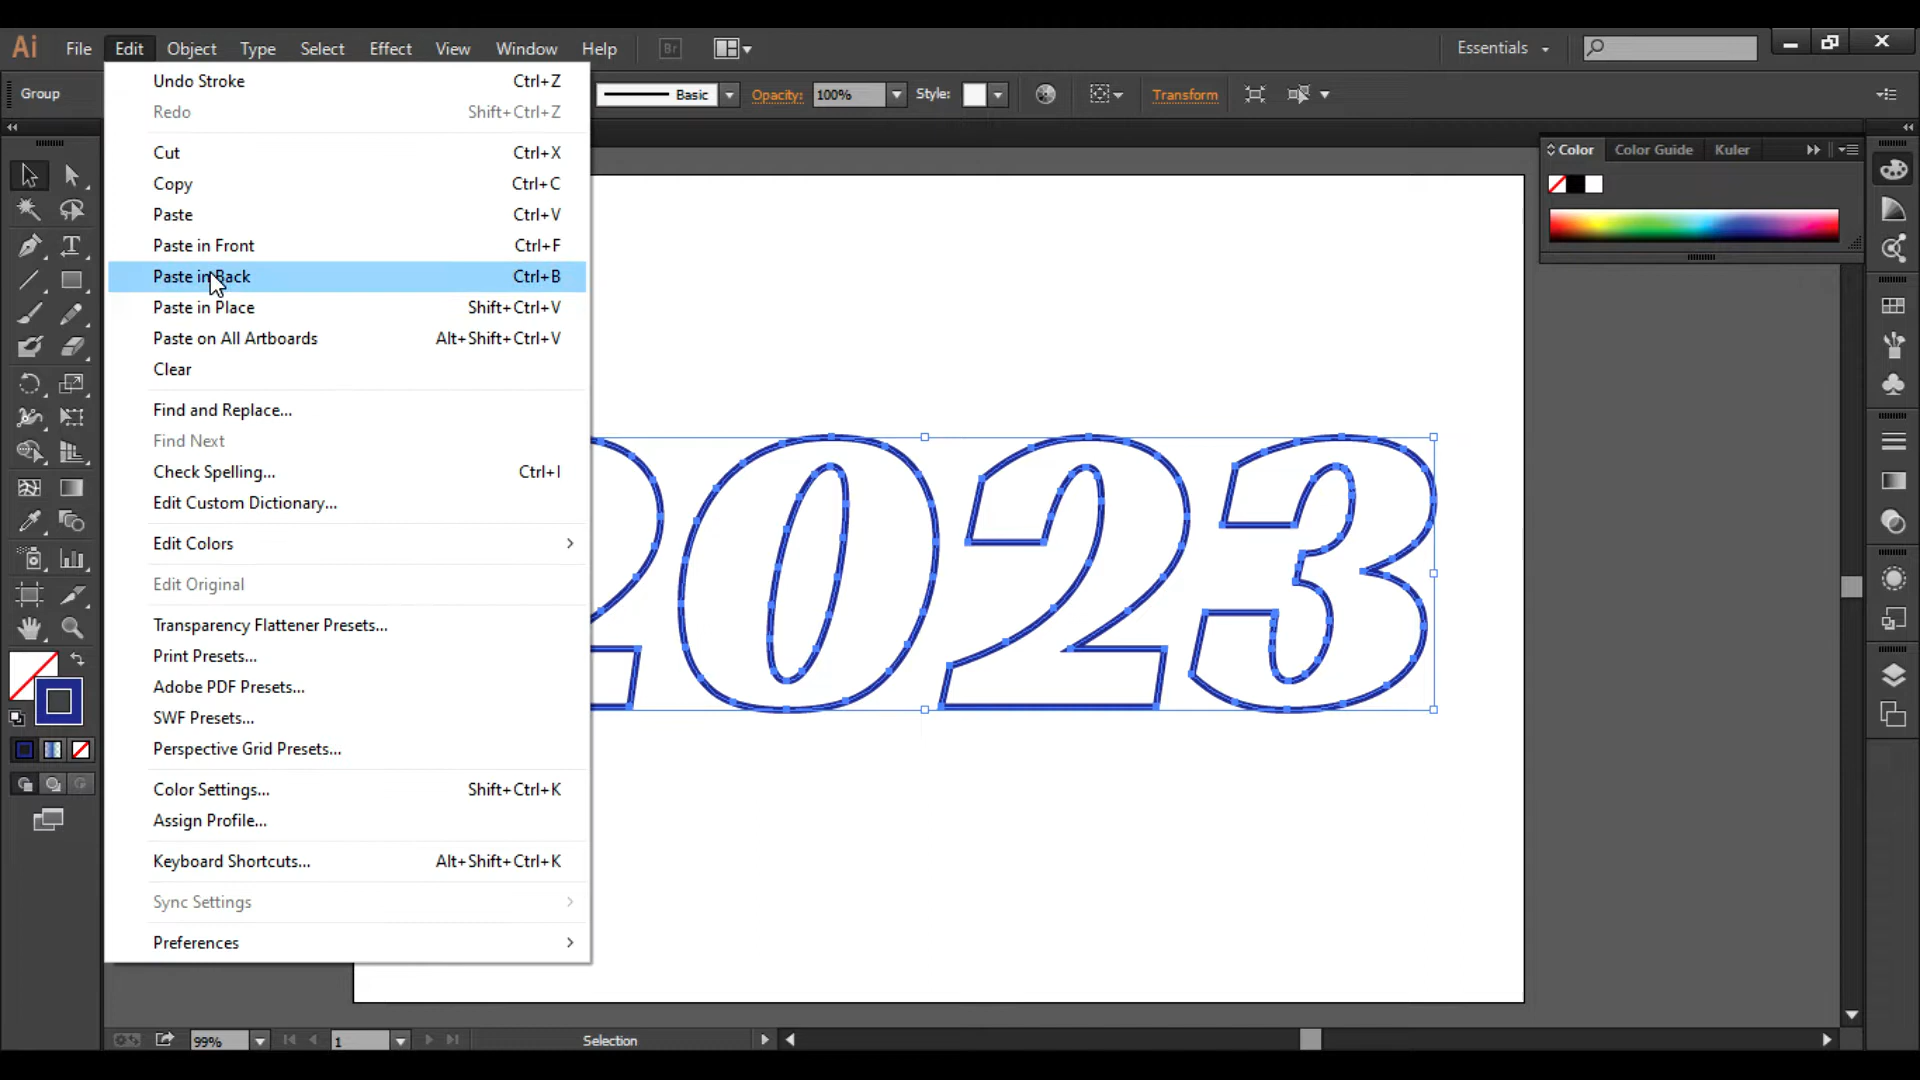 Ai File Edit Object Type Select Effect View Window Help Br Essentials
Group Basic Opacity: 100% Style: Transform
Undo Stroke Ctrl+Z
Redo Shift+Ctrl+Z
Cut Ctrl+X
Copy Ctrl+C
Paste Ctrl+V
Paste in Front Ctrl+F
Paste in Back Ctrl+B
Paste in Place Shift+Ctrl+V
Paste on All Artboards Alt+Shift+Ctrl+V
Clear
Find and Replace...
Find Next
Check Spelling... Ctrl+I
Edit Custom Dictionary...
Edit Colors
Edit Original
Transparency Flattener Presets...
Print Presets...
Adobe PDF Presets...
SWF Presets...
Perspective Grid Presets...
Color Settings... Shift+Ctrl+K
Assign Profile...
Keyboard Shortcuts... Alt+Shift+Ctrl+K
Sync Settings
Preferences
Color Color Guide Kuler
2023
99% 1 Selection